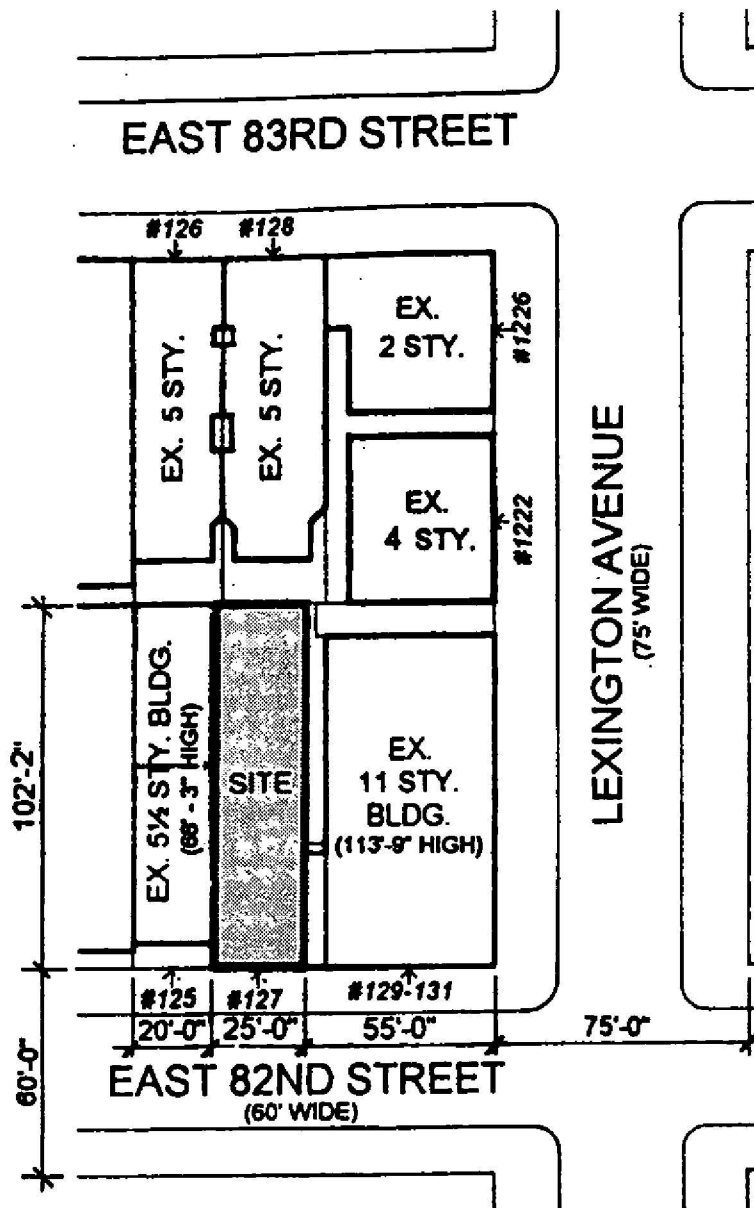 EAST 83RD STREET
#126
#128
EX. 5 STY.
EX. 5 STY.
EX.
2 STY.
#1226
EX.
4 STY.
#1222
LEXINGTON AVENUE
(75' WIDE)
102'-2"
EX. 5½ STY. BLDG.
(68' - 3" HIGH)
SITE
EX.
11 STY.
BLDG.
(113'-9" HIGH)
#125
#127
#129-131
20'-0"
25'-0"
55'-0"
75'-0"
60'-0"
EAST 82ND STREET
(60' WIDE)